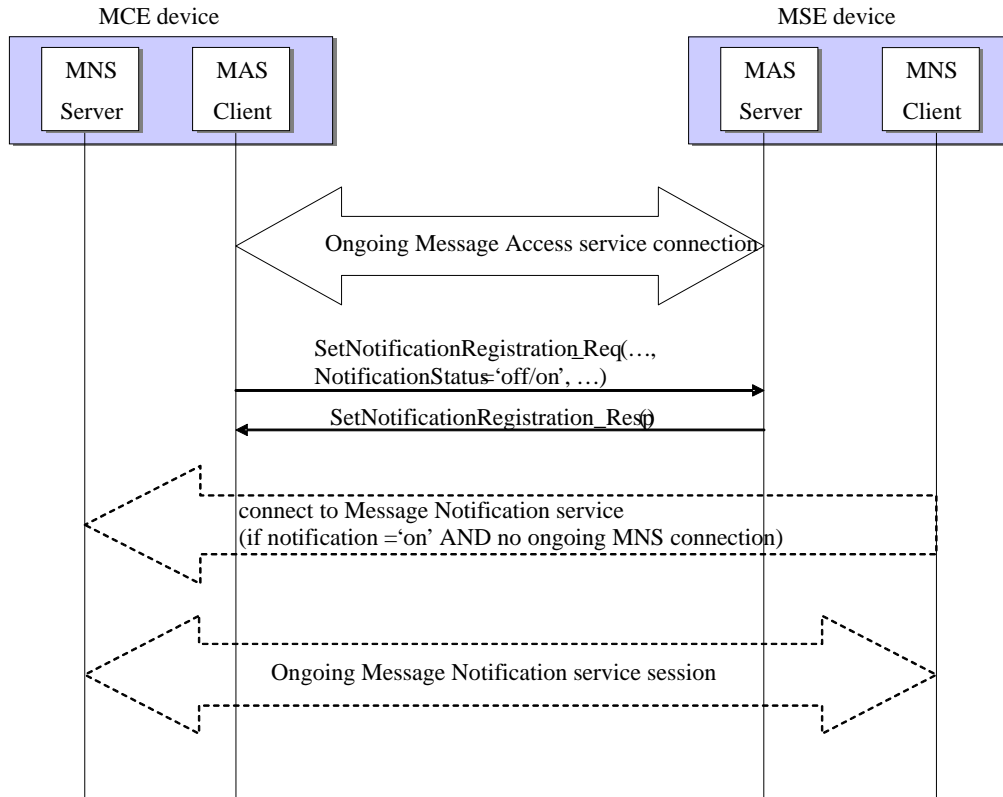 MCE device
MSE device
MNS
Server
MAS
Client
MAS
Server
MNS
Client
Ongoing Message Access service connection
SetNotificationRegistration_Req(…,
NotificationStatus=‘off/on’, …)
SetNotificationRegistration_Resp()
connect to Message Notification service
(if notification =‘on’ AND no ongoing MNS connection)
Ongoing Message Notification service session